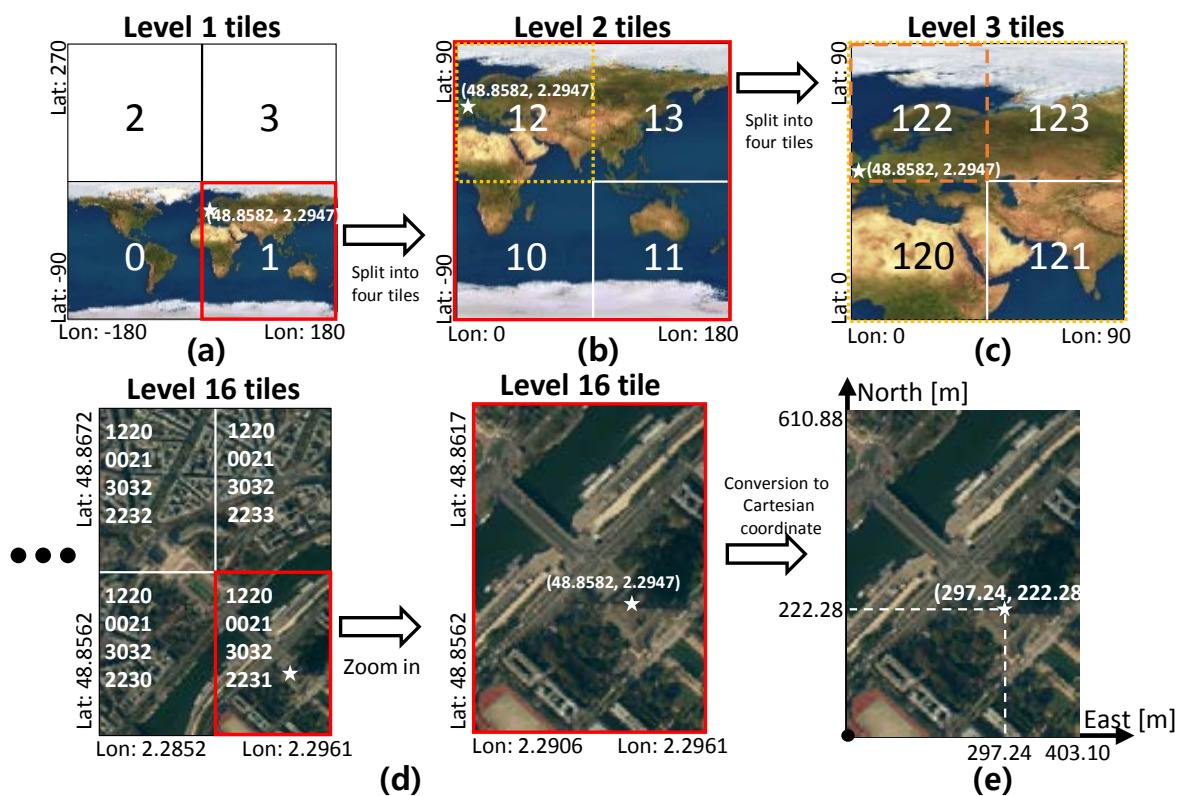 Level 1 tiles
Lat: 270
2
3
(48.8582, 2.2947)
0
1
Lat: -90
Lon: -180
Lon: 180
(a)
Split into
four tiles
Level 2 tiles
Lat: 90
(48.8582, 2.2947)
12
13
10
11
Lat: -90
Lon: 0
Lon: 180
(b)
Split into
four tiles
Level 3 tiles
Lat: 90
122
123
(48.8582, 2.2947)
120
121
Lat: 0
Lon: 0
Lon: 90
(c)
Level 16 tiles
Lat: 48.8672
1220
0021
3032
2232
1220
0021
3032
2233
1220
0021
3032
2230
1220
0021
3032
2231
Lat: 48.8562
Lon: 2.2852
Lon: 2.2961
Zoom in
Level 16 tile
Lat: 48.8617
(48.8582, 2.2947)
Lat: 48.8562
Lon: 2.2906
Lon: 2.2961
(d)
Conversion to
Cartesian
coordinate
North [m]
610.88
(297.24, 222.28
222.28
East [m]
297.24
403.10
(e)